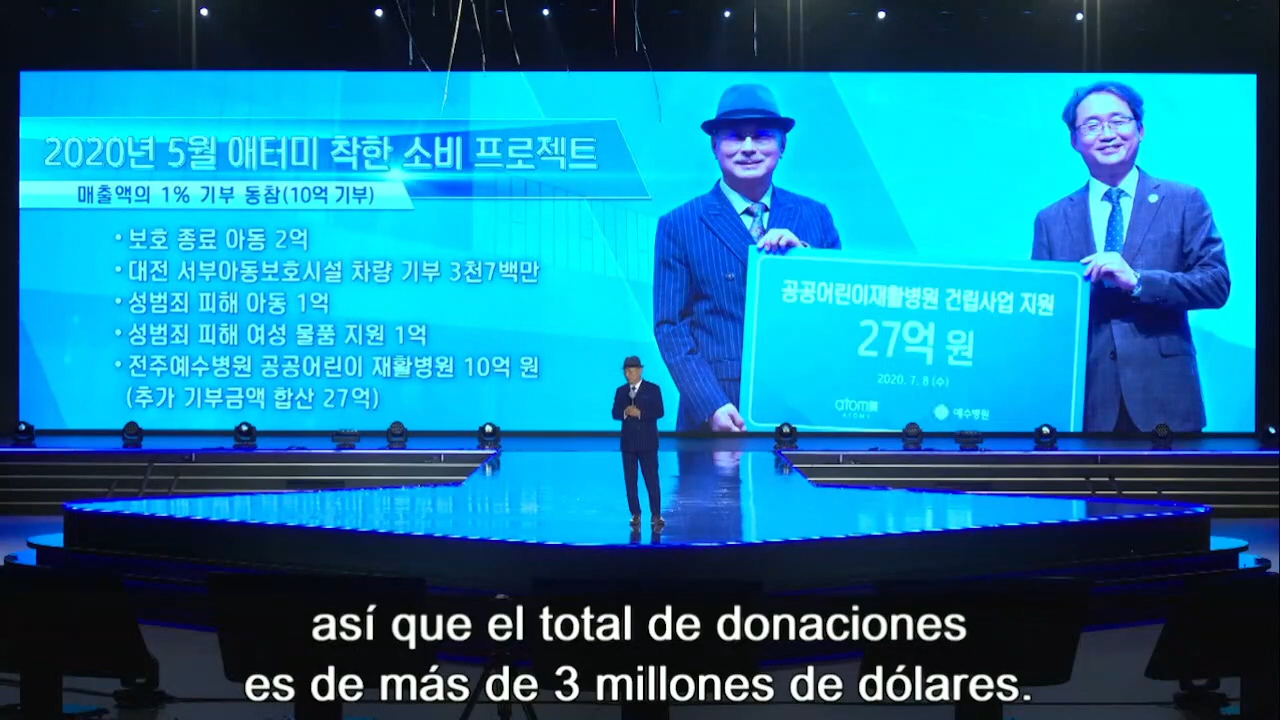 2020년 5월 애터미 착한 소비 프로젝트
매출액의 1% 기부 동참(10억 기부)
·보호 종료 아동 2억
·대전 서부아동보호시설 차량 기부 3천7백만
·성범죄 피해 아동 1억
·성범죄 피해 여성 물품 지원 1억
·전주예수병원 공공어린이 재활병원 10억 원
(추가 기부금액 합산 27억)
공공어린이재활병원 건립사업 지원
27억 원
2020. 7. 8 (수)
atom美
ATOMY
예수병원
así que el total de donaciones
es de más de 3 millones de dólares.